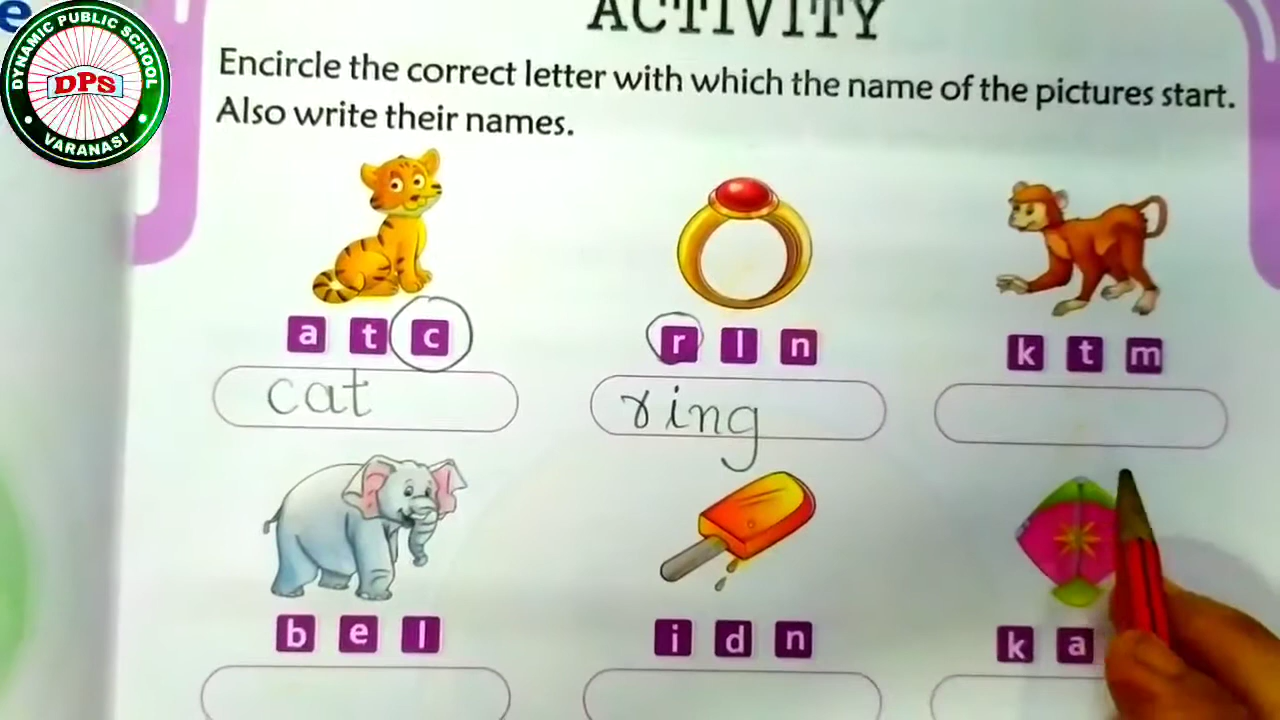 e
DYNAMIC PUBLIC SCHOOL
DPS
VARANASI
ACTIVITY
Encircle the correct letter with which the name of the pictures start.
Also write their names.
a t c
r l n
k t m
cat
ring
b e l
i d n
k a